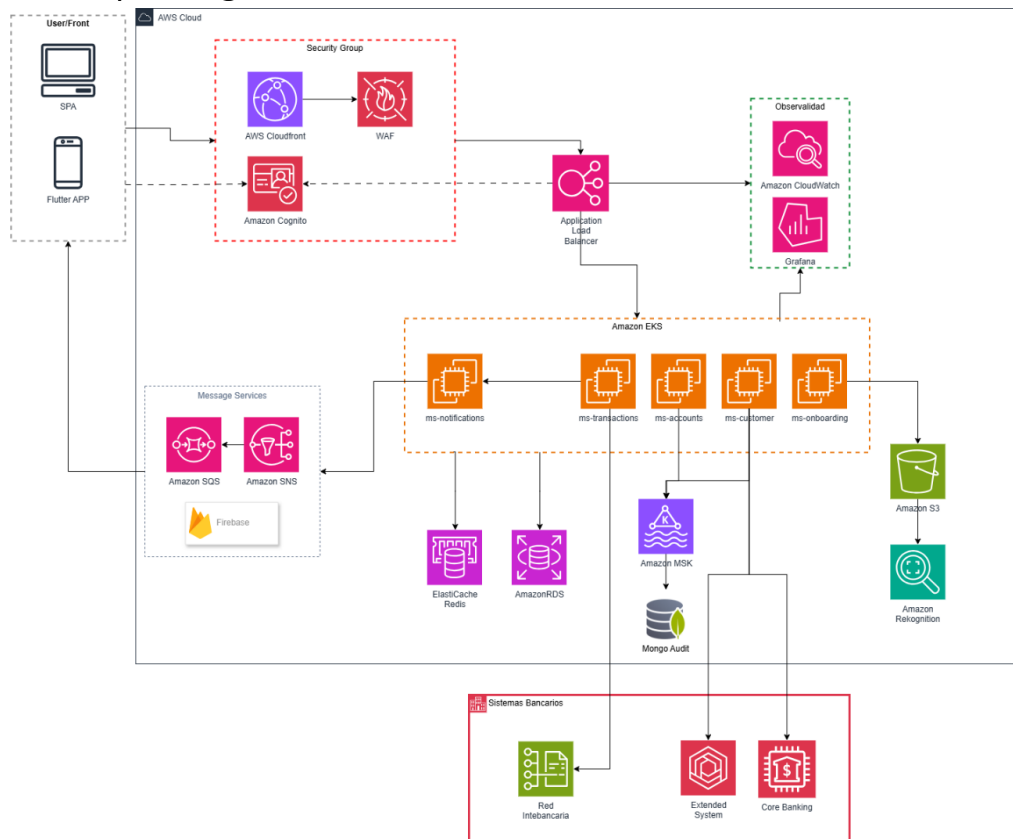 User/Front
AWS Cloud
SPA
Flutter APP
Security Group
AWS Cloudfront
WAF
Amazon Cognito
Application
Load
Balancer
Observalidad
Amazon CloudWatch
Grafana
Amazon EKS
ms-notifications
ms-transactions
ms-accounts
ms-customer
ms-onboarding
Message Services
Amazon SQS
Amazon SNS
Firebase
ElastiCache
Redis
AmazonRDS
K
Amazon MSK
Mongo Audit
Amazon S3
Amazon
Rekognition
Sistemas Bancarios
Red
Intebancaria
Extended
System
$
Core Banking